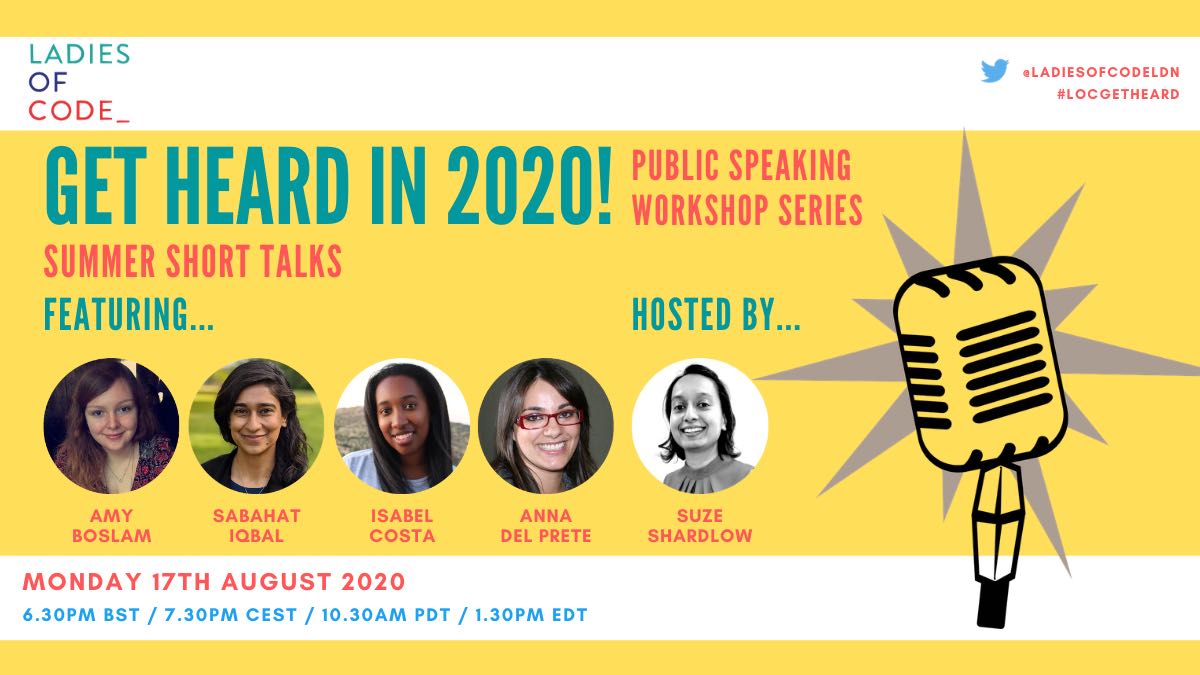 LADIES
OF
CODE_
@LADIESOFCODELDN
#LOCGETHEARD
GET HEARD IN 2020!
PUBLIC SPEAKING
WORKSHOP SERIES
SUMMER SHORT TALKS
FEATURING...
HOSTED BY...
AMY
BOSLAM
SABAHAT
IQBAL
ISABEL
COSTA
ANNA
DEL PRETE
SUZE
SHARDLOW
MONDAY 17TH AUGUST 2020
6.30PM BST / 7.30PM CEST / 10.30AM PDT / 1.30PM EDT